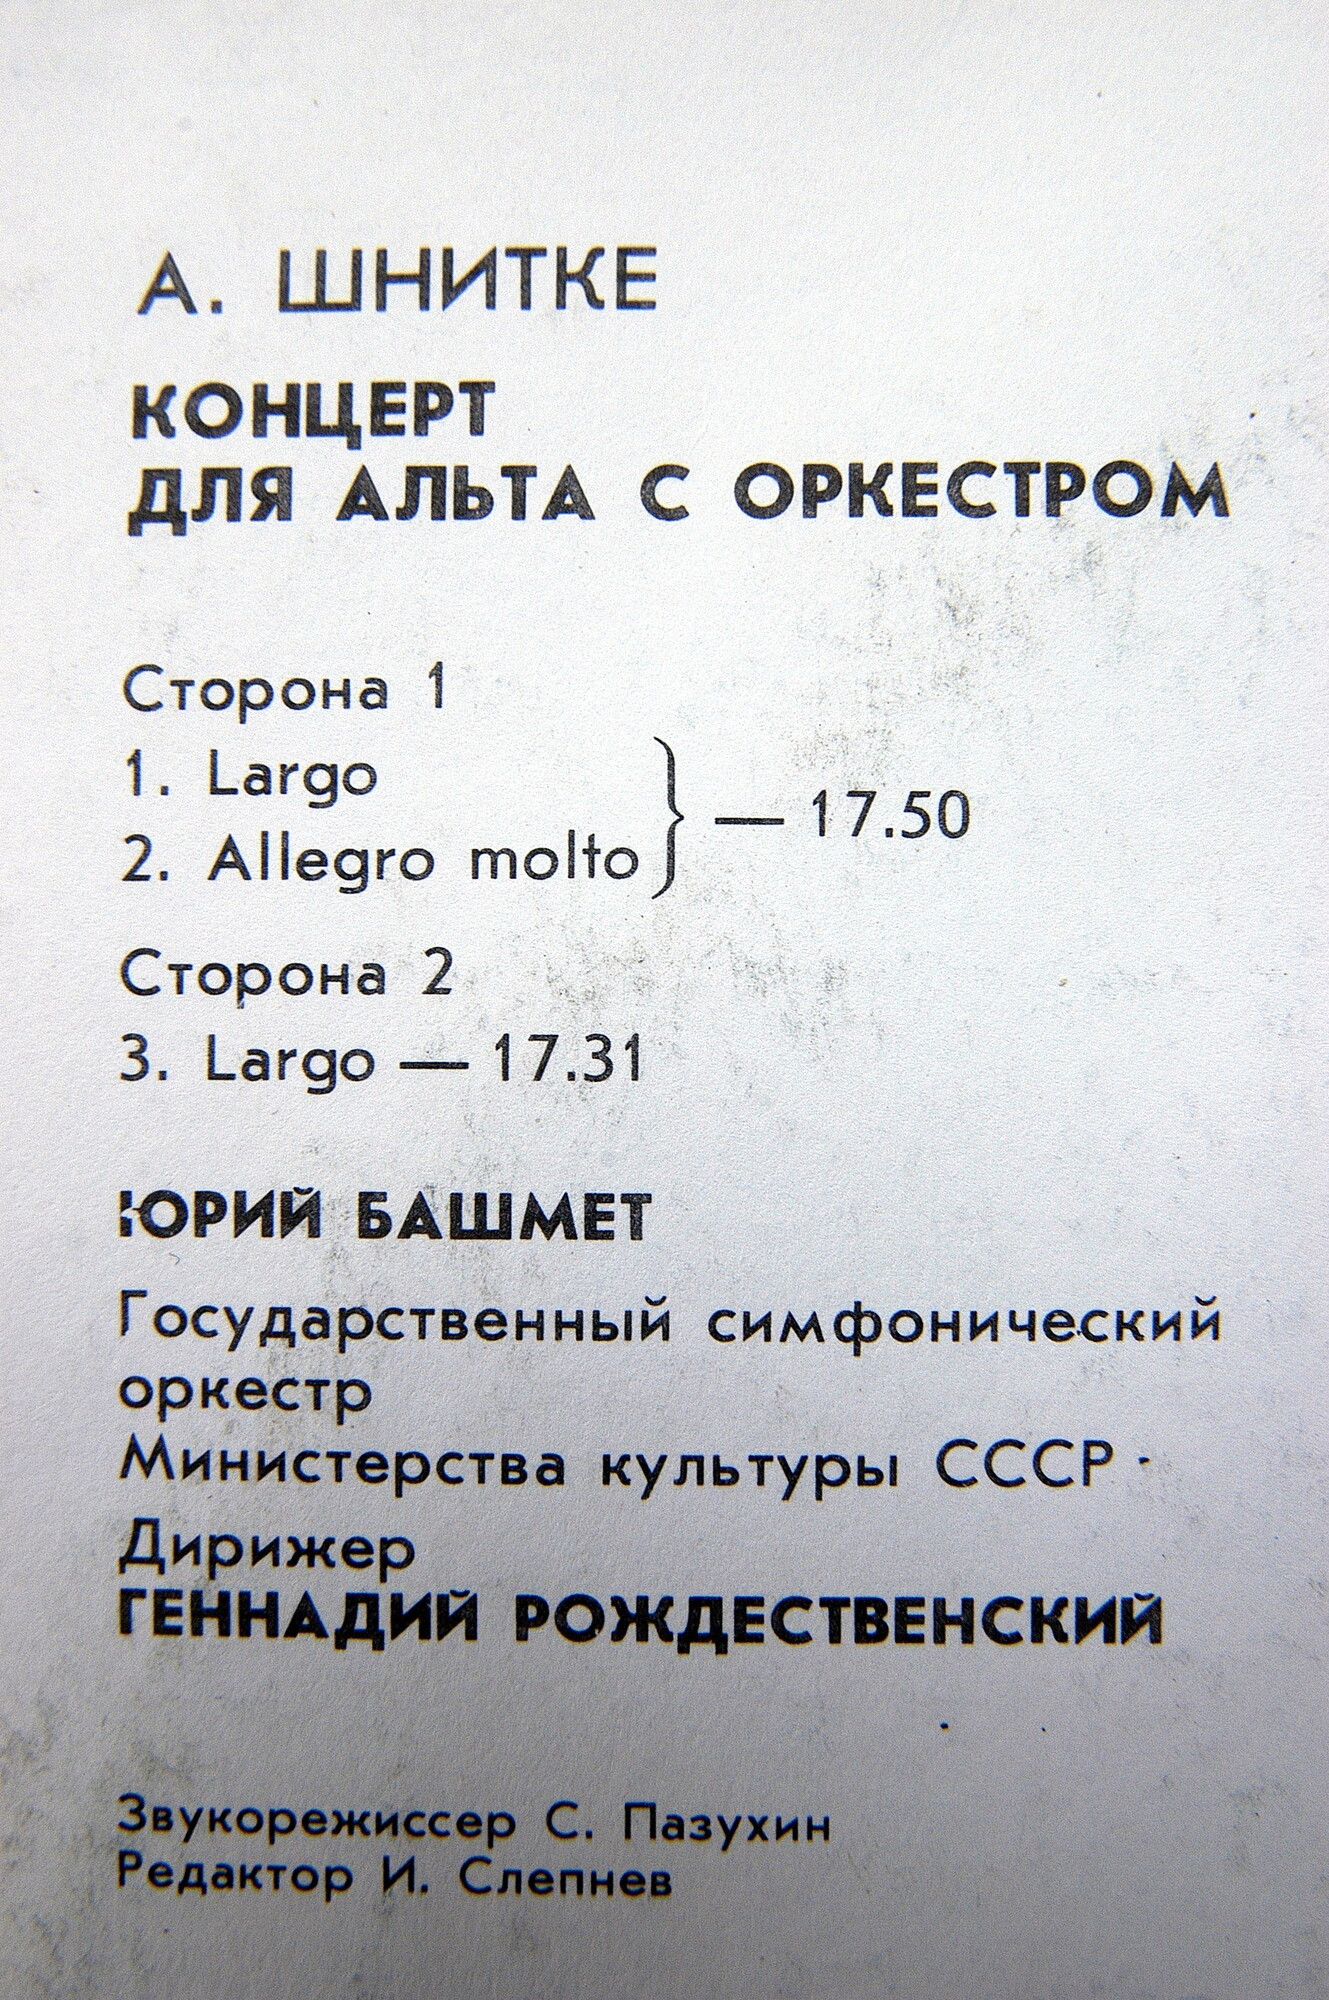 А. ШНИТКЕ
КОНЦЕРТ
ДЛЯ АЛЬТА С ОРКЕСТРОМ
Сторона 1
1. Largo
2. Allegro molto } — 17.50
Сторона 2
3. Largo — 17.31
ЮРИЙ БАШМЕТ
Государственный симфонический
оркестр
Министерства культуры СССР
Дирижер
ГЕННАДИЙ РОЖДЕСТВЕНСКИЙ
Звукорежиссер С. Пазухин
Редактор И. Слепнев